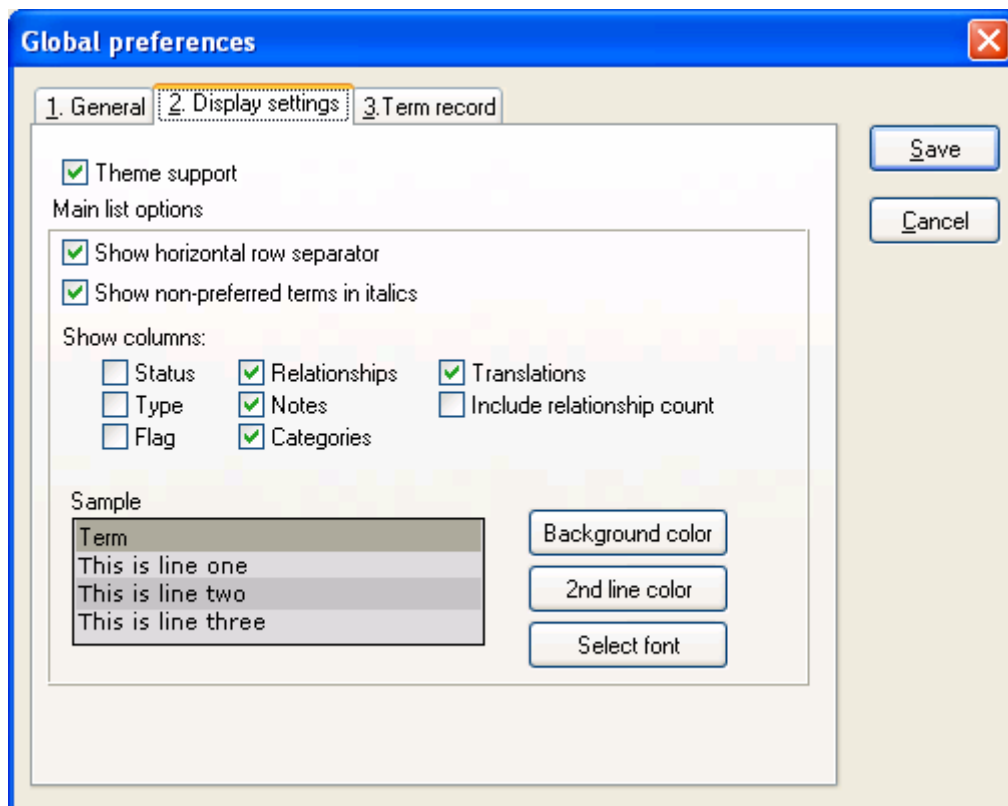 Global preferences
1. General 2. Display settings 3.Term record
Save
Cancel
Theme support
Main list options
Show horizontal row separator
Show non-preferred terms in italics
Show columns:
Status Relationships Translations
Type Notes Include relationship count
Flag Categories
Sample
Term
This is line one
This is line two
This is line three
Background color
2nd line color
Select font